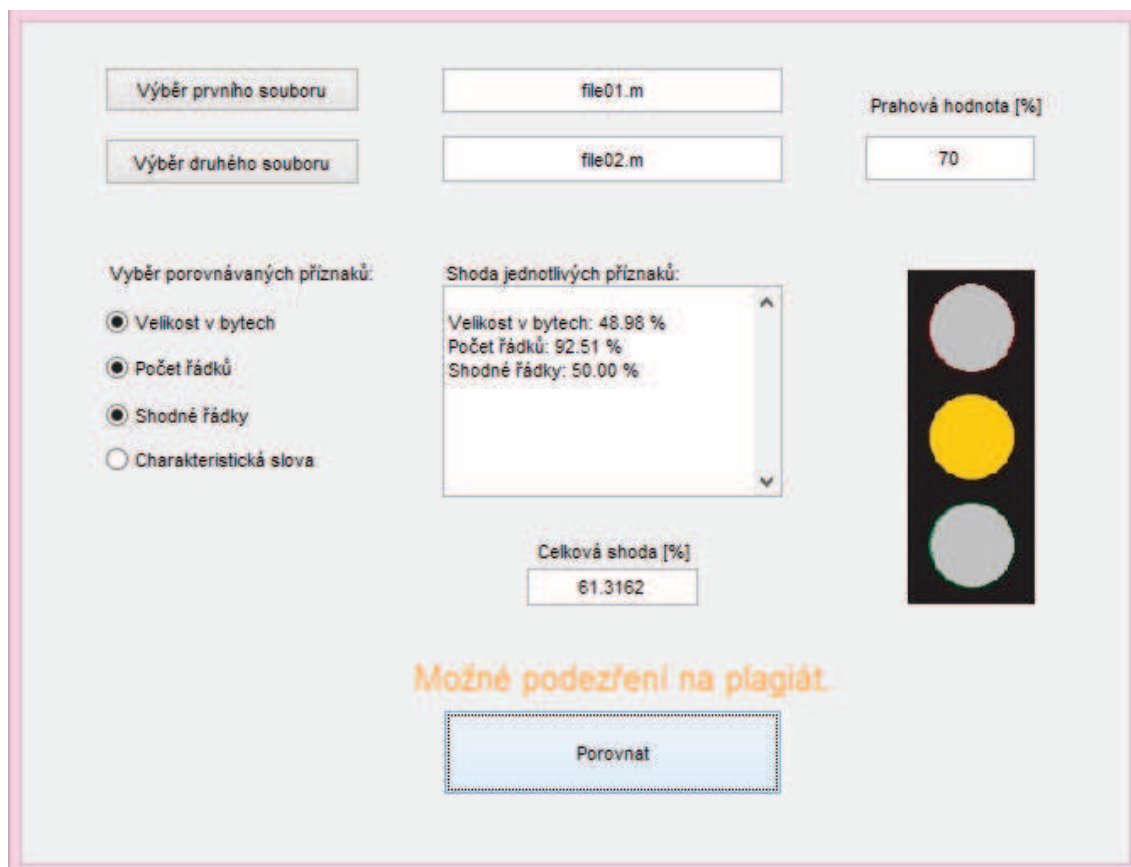 Výběr prvního souboru
file01.m
Prahová hodnota [%]
Výběr druhého souboru
file02.m
70
Vyběr porovnávaných příznaků:
Velikost v bytech
Počet řádků
Shodné řádky
Charakteristická slova
Shoda jednotlivých příznaků:
Velikost v bytech: 48.98 %
Počet řádků: 92.51 %
Shodné řádky: 50.00 %
Celková shoda [%]
61.3162
Možné podezření na plagiát.
Porovnat